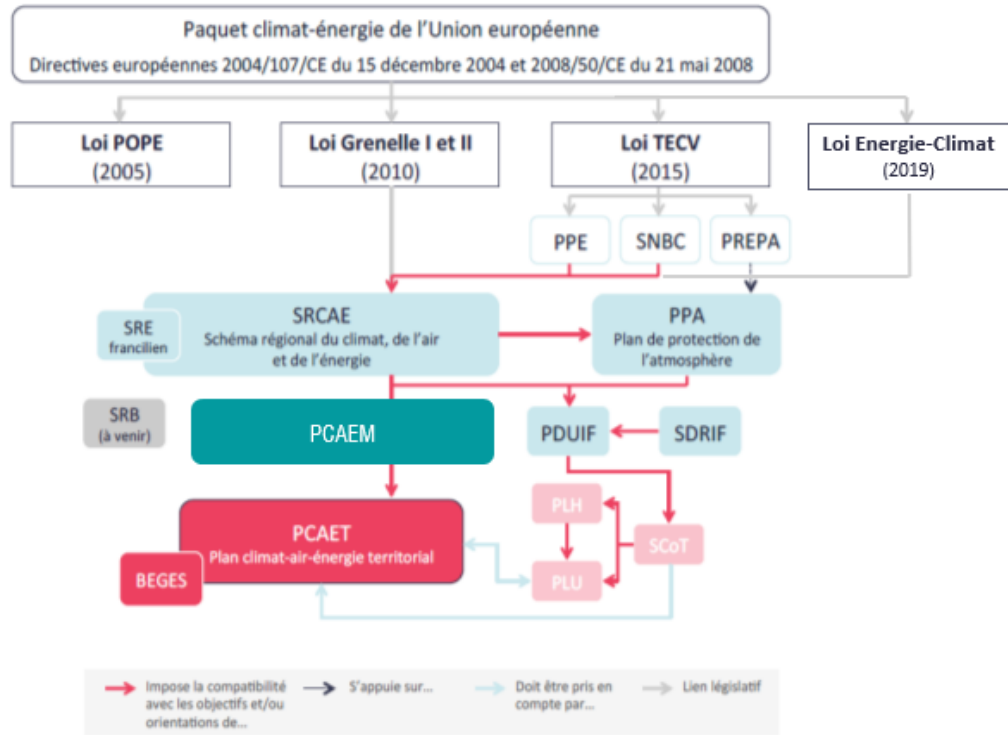 Paquet climat-énergie de l'Union européenne
Directives européennes 2004/107/CE du 15 décembre 2004 et 2008/50/CE du 21 mai 2008
Loi POPE
(2005)
Loi Grenelle I et II
(2010)
Loi TECV
(2015)
Loi Energie-Climat
(2019)
PPE
SNBC
PREPA
SRE
francilien
SRCAE
Schéma régional du climat, de l'air
et de l'énergie
PPA
Plan de protection de
l'atmosphère
SRB
(à venir)
PCAEM
PDUIF
SDRIF
PCAET
Plan climat-air-énergie territorial
BEGES
PLH
SCoT
PLU
Impose la compatibilité
avec les objectifs et/ou
orientations de...
S'appuie sur...
Doit être pris en
compte par...
Lien législatif